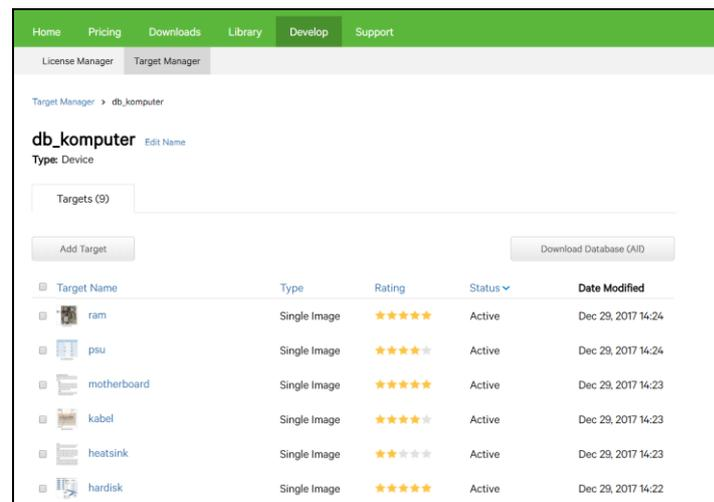 Home Pricing Downloads Library Develop Support
License Manager Target Manager
Target Manager > db_komputer
db_komputer Edit Name
Type: Device
Targets (9)
Add Target Download Database (All)
Target Name Type Rating Status Date Modified
ram Single Image Active Dec 29, 2017 14:24
psu Single Image Active Dec 29, 2017 14:24
motherboard Single Image Active Dec 29, 2017 14:23
kabel Single Image Active Dec 29, 2017 14:23
heatsink Single Image Active Dec 29, 2017 14:23
hardisk Single Image Active Dec 29, 2017 14:22